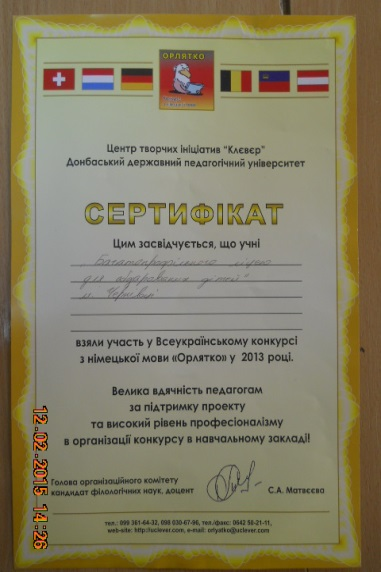 ОРЛЯТКО
Центр творчих ініціатив "Клєвєр"
Донбаський державний педагогічний університет
СЕРТИФІКАТ
Цим засвідчується, що учні
"Багатопрофільного ліцею
для обдарованих дітей"
м. Чернівці
взяли участь у Всеукраїнському конкурсі
з німецької мови «Орлятко» у 2013 році.
Велика вдячність педагогам
за підтримку проекту
та високий рівень професіоналізму
в організації конкурсу в навчальному закладі!
Голова організаційного комітету
кандидат філологічних наук, доцент
С.А. Матвєєва
тел.: 099 361-64-33, 098 030-67-96, тел./факс: 0642 50-21-11,
web-site: http://uclever.com, e-mail: orlyatko@uclever.com
12.02.2015 14:26